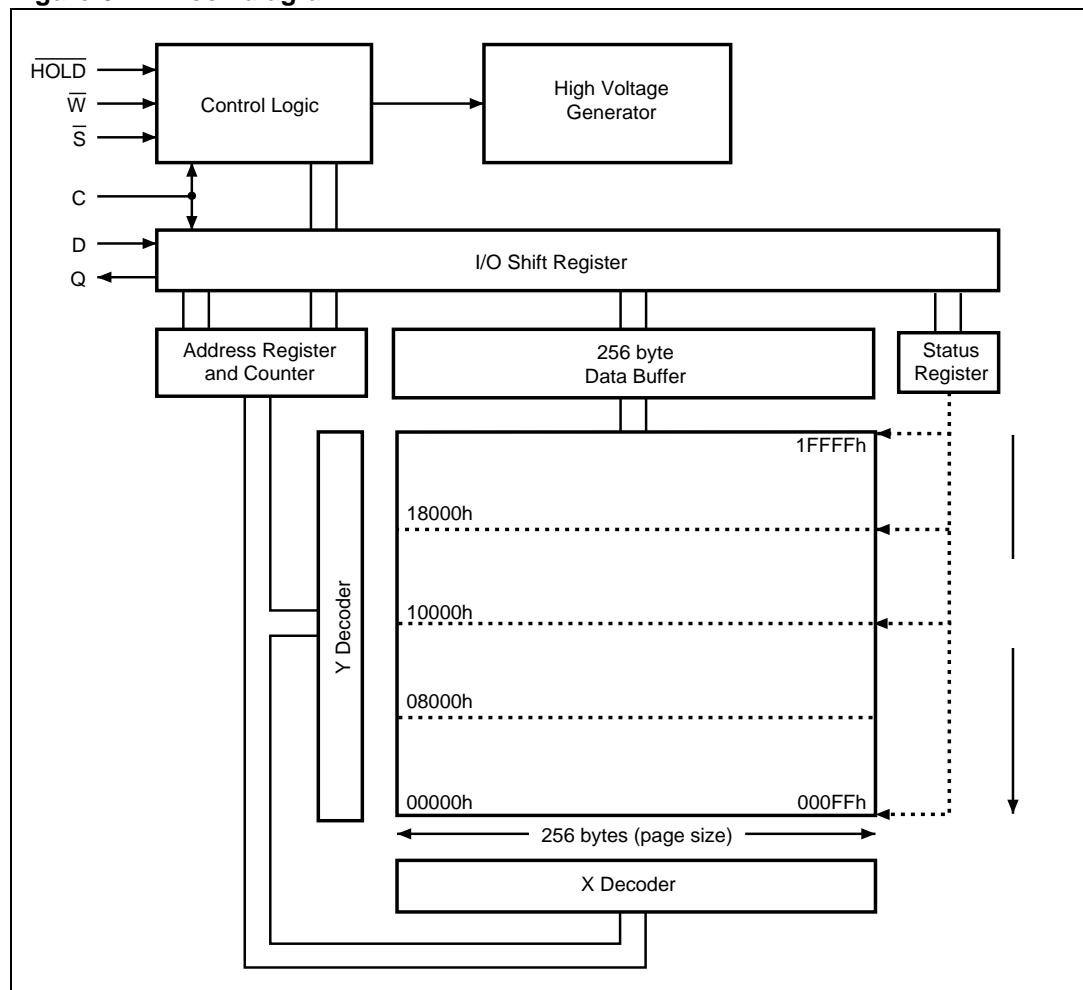 HOLD
W
S
C
D
Q
Control Logic
High Voltage
Generator
I/O Shift Register
Address Register
and Counter
256 byte
Data Buffer
Status
Register
Y Decoder
1FFFFh
18000h
10000h
08000h
00000h
000FFh
256 bytes (page size)
X Decoder